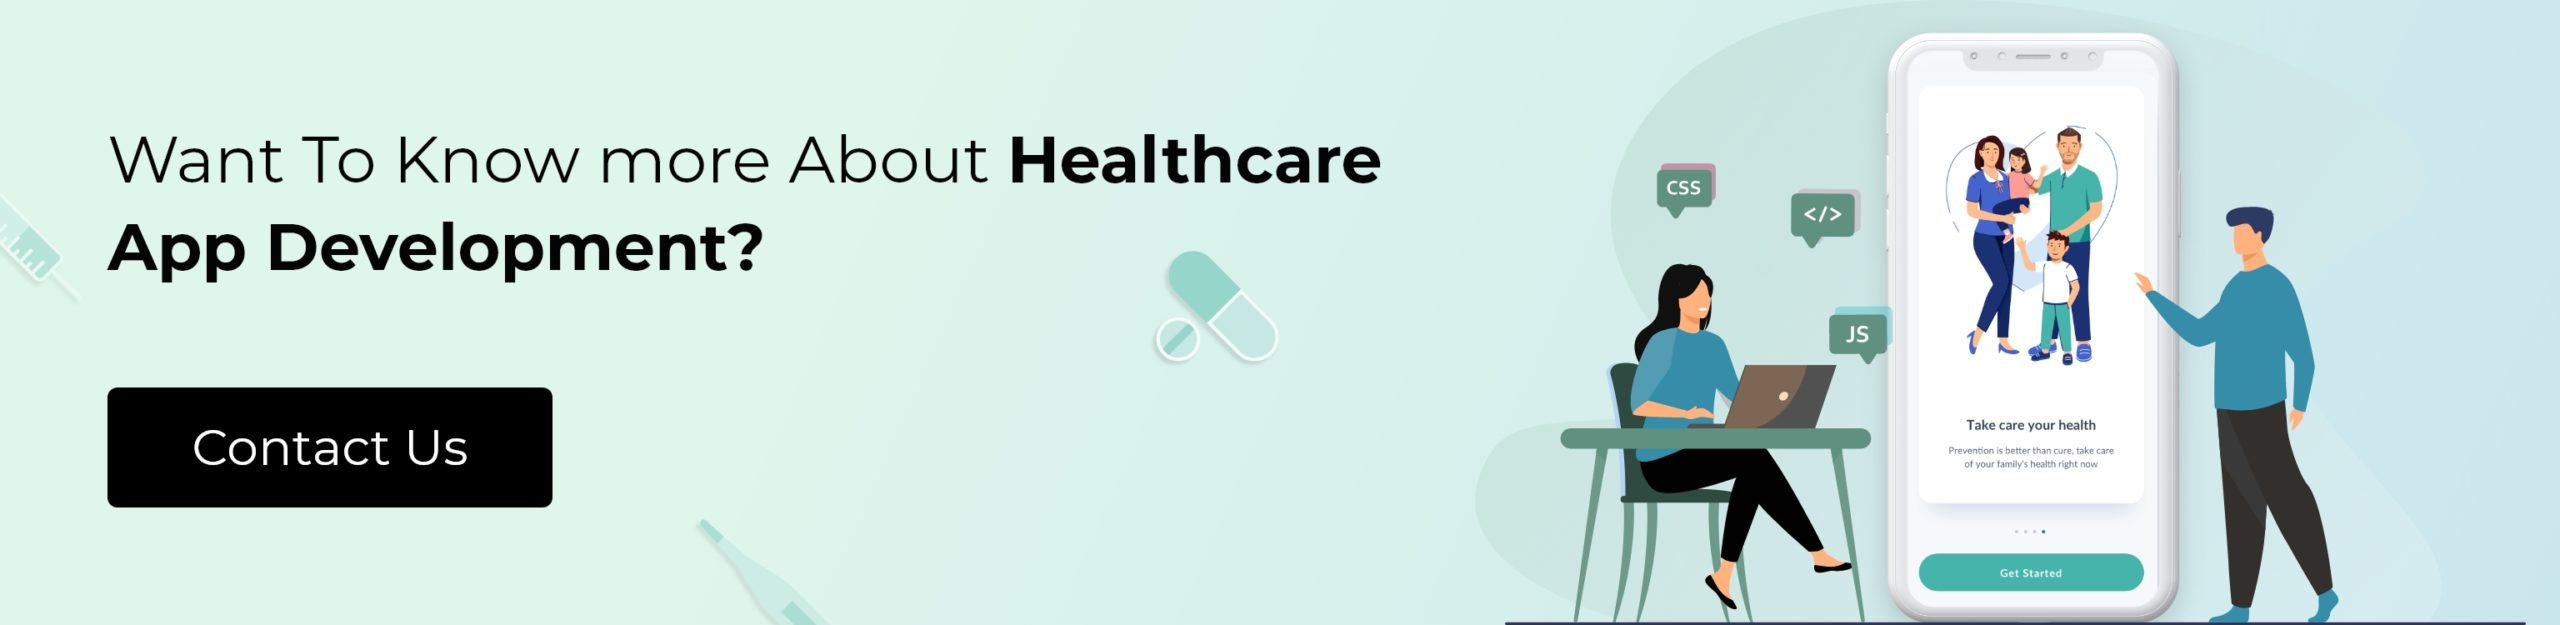 Want To Know more About Healthcare
App Development?
Contact Us
CSS
</>
JS
Take care your health
Prevention is better than cure, take care
of your family's health right now
Get Started